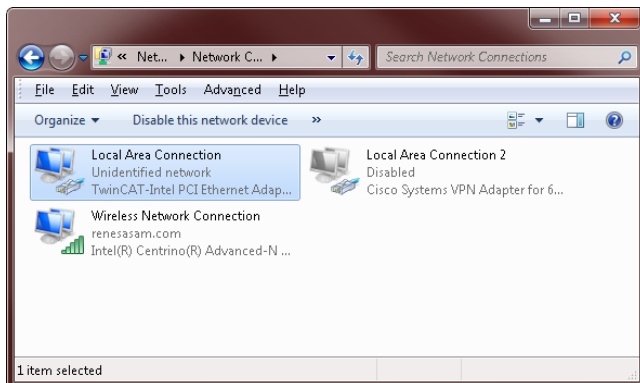 « Net... ▸ Network C... ▸
Search Network Connections
File Edit View Tools Advanced Help
Organize ▾ Disable this network device »
Local Area Connection
Unidentified network
TwinCAT-Intel PCI Ethernet Adap...
Local Area Connection 2
Disabled
Cisco Systems VPN Adapter for 6...
Wireless Network Connection
renesasam.com
Intel(R) Centrino(R) Advanced-N ...
1 item selected